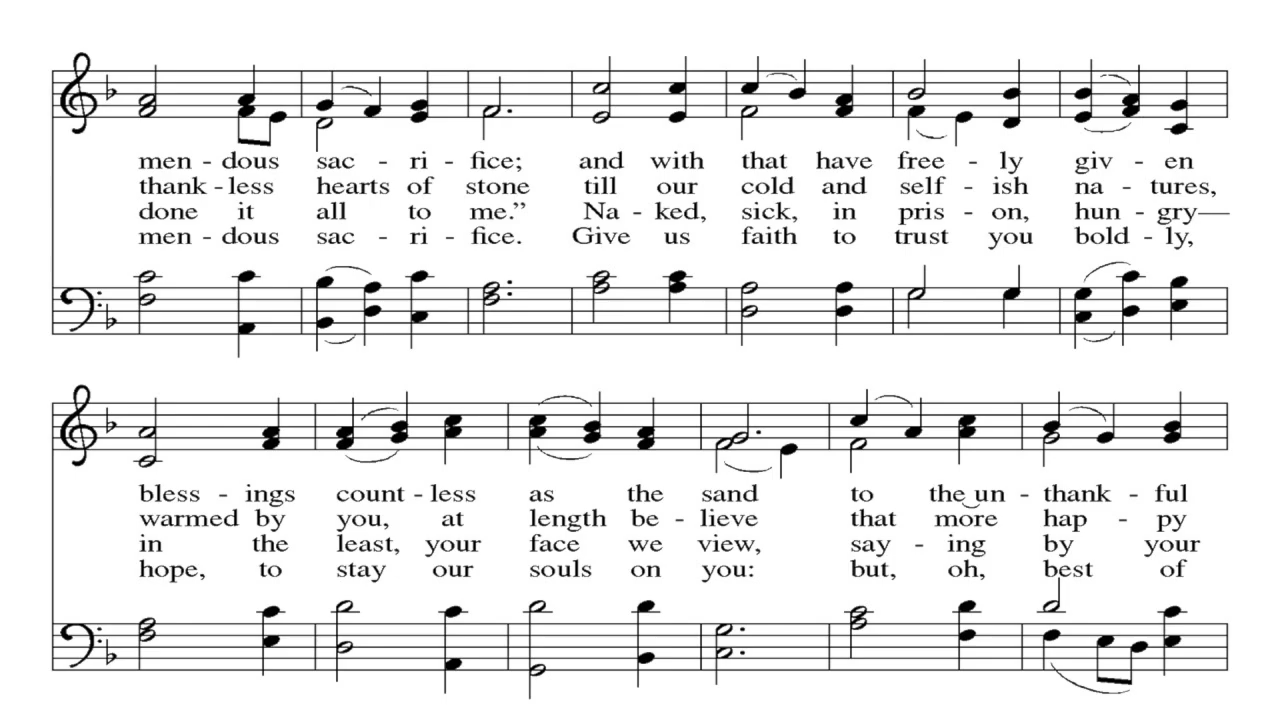 men - dous sac - ri - fice; and with that have free - ly giv - en
thank - less hearts of stone till our cold and self - ish na - tures,
done it all to me.” Na - ked, sick, in pris - on, hun - gry—
men - dous sac - ri - fice. Give us faith to trust you bold - ly,
bless - ings count - less as the sand to the un - thank - ful
warmed by you, at length be - lieve that more hap - py
in the least, your face we view, say - ing by your
hope, to stay our souls on you: but, oh, best of